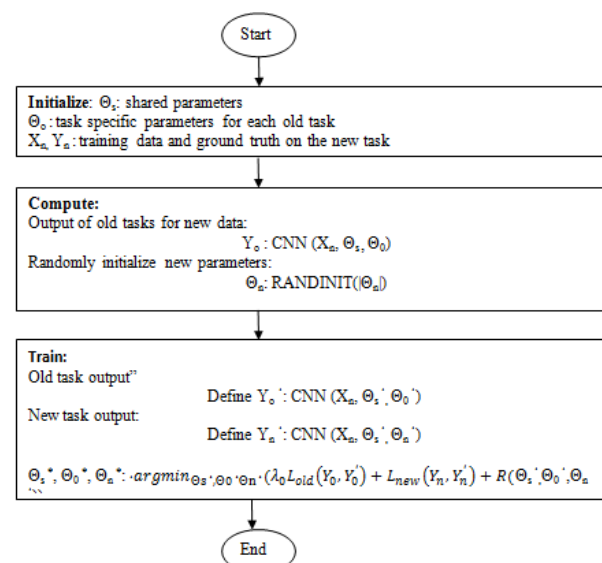 Start
Initialize: Θₛ: shared parameters
Θₒ : task specific parameters for each old task
Xₙ, Yₙ : training data and ground truth on the new task
Compute:
Output of old tasks for new data:
Yₒ : CNN (Xₙ, Θₛ, Θ₀)
Randomly initialize new parameters:
Θₙ: RANDINIT(|Θₙ|)
Train:
Old task output”
Define Yₒ‘: CNN (Xₙ, Θₛ‘, Θ₀‘)
New task output:
Define Yₙ‘: CNN (Xₙ, Θₛ‘, Θₙ‘)
Θₛ*, Θ₀*, Θₙ*: ·argmin_Θs‘,Θ0‘Θn‘ (λ₀L_old(Y₀, Y₀′) + L_new(Yₙ, Yₙ′) + R(Θₛ‘,Θ₀‘,Θₙ
‘``
End